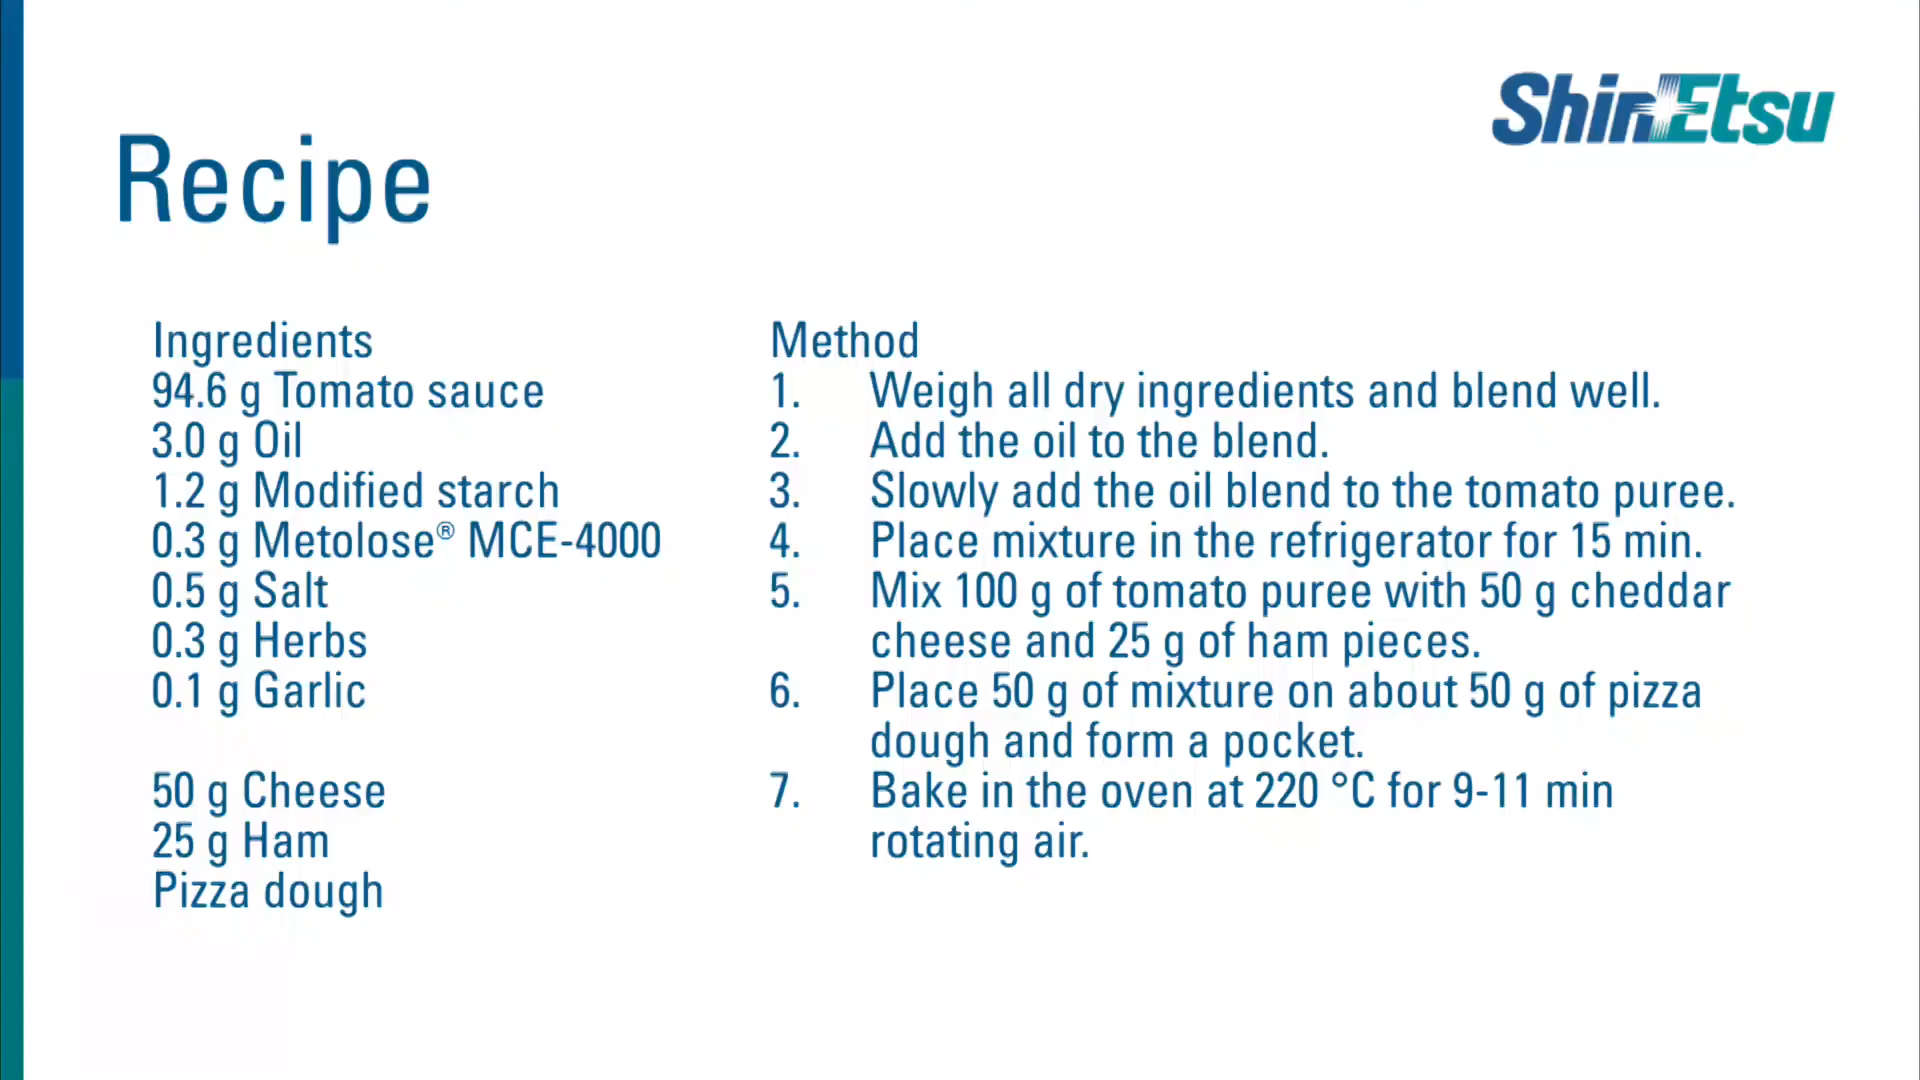 ShinEtsu
Recipe
Ingredients
94.6 g Tomato sauce
3.0 g Oil
1.2 g Modified starch
0.3 g Metolose® MCE-4000
0.5 g Salt
0.3 g Herbs
0.1 g Garlic
50 g Cheese
25 g Ham
Pizza dough
Method
1. Weigh all dry ingredients and blend well.
2. Add the oil to the blend.
3. Slowly add the oil blend to the tomato puree.
4. Place mixture in the refrigerator for 15 min.
5. Mix 100 g of tomato puree with 50 g cheddar
cheese and 25 g of ham pieces.
6. Place 50 g of mixture on about 50 g of pizza
dough and form a pocket.
7. Bake in the oven at 220 °C for 9-11 min
rotating air.